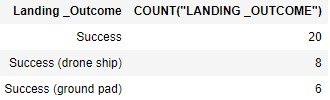 Landing _Outcome COUNT("LANDING _OUTCOME")
Success 20
Success (drone ship) 8
Success (ground pad) 6